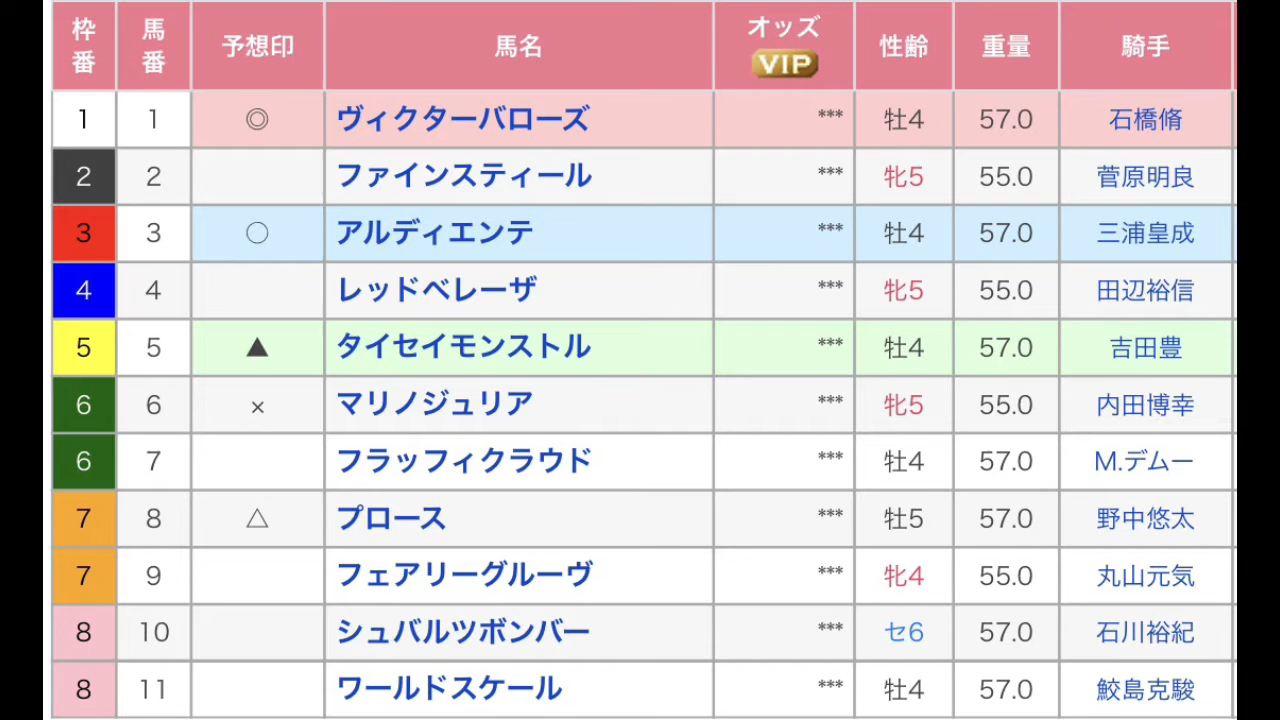 枠番 馬番 予想印 馬名 オッズ VIP 性齢 重量 騎手
1 1 ◎ ヴィクターバローズ *** 牡4 57.0 石橋脩
2 2 ファインスティール *** 牝5 55.0 菅原明良
3 3 ○ アルディエンテ *** 牡4 57.0 三浦皇成
4 4 レッドベレーザ *** 牝5 55.0 田辺裕信
5 5 ▲ タイセイモンストル *** 牡4 57.0 吉田豊
6 6 × マリノジュリア *** 牝5 55.0 内田博幸
6 7 フラッフィクラウド *** 牡4 57.0 M.デムー
7 8 △ プロース *** 牡5 57.0 野中悠太
7 9 フェアリーグルーヴ *** 牝4 55.0 丸山元気
8 10 シュバルツボンバー *** セ6 57.0 石川裕紀
8 11 ワールドスケール *** 牡4 57.0 鮫島克駿